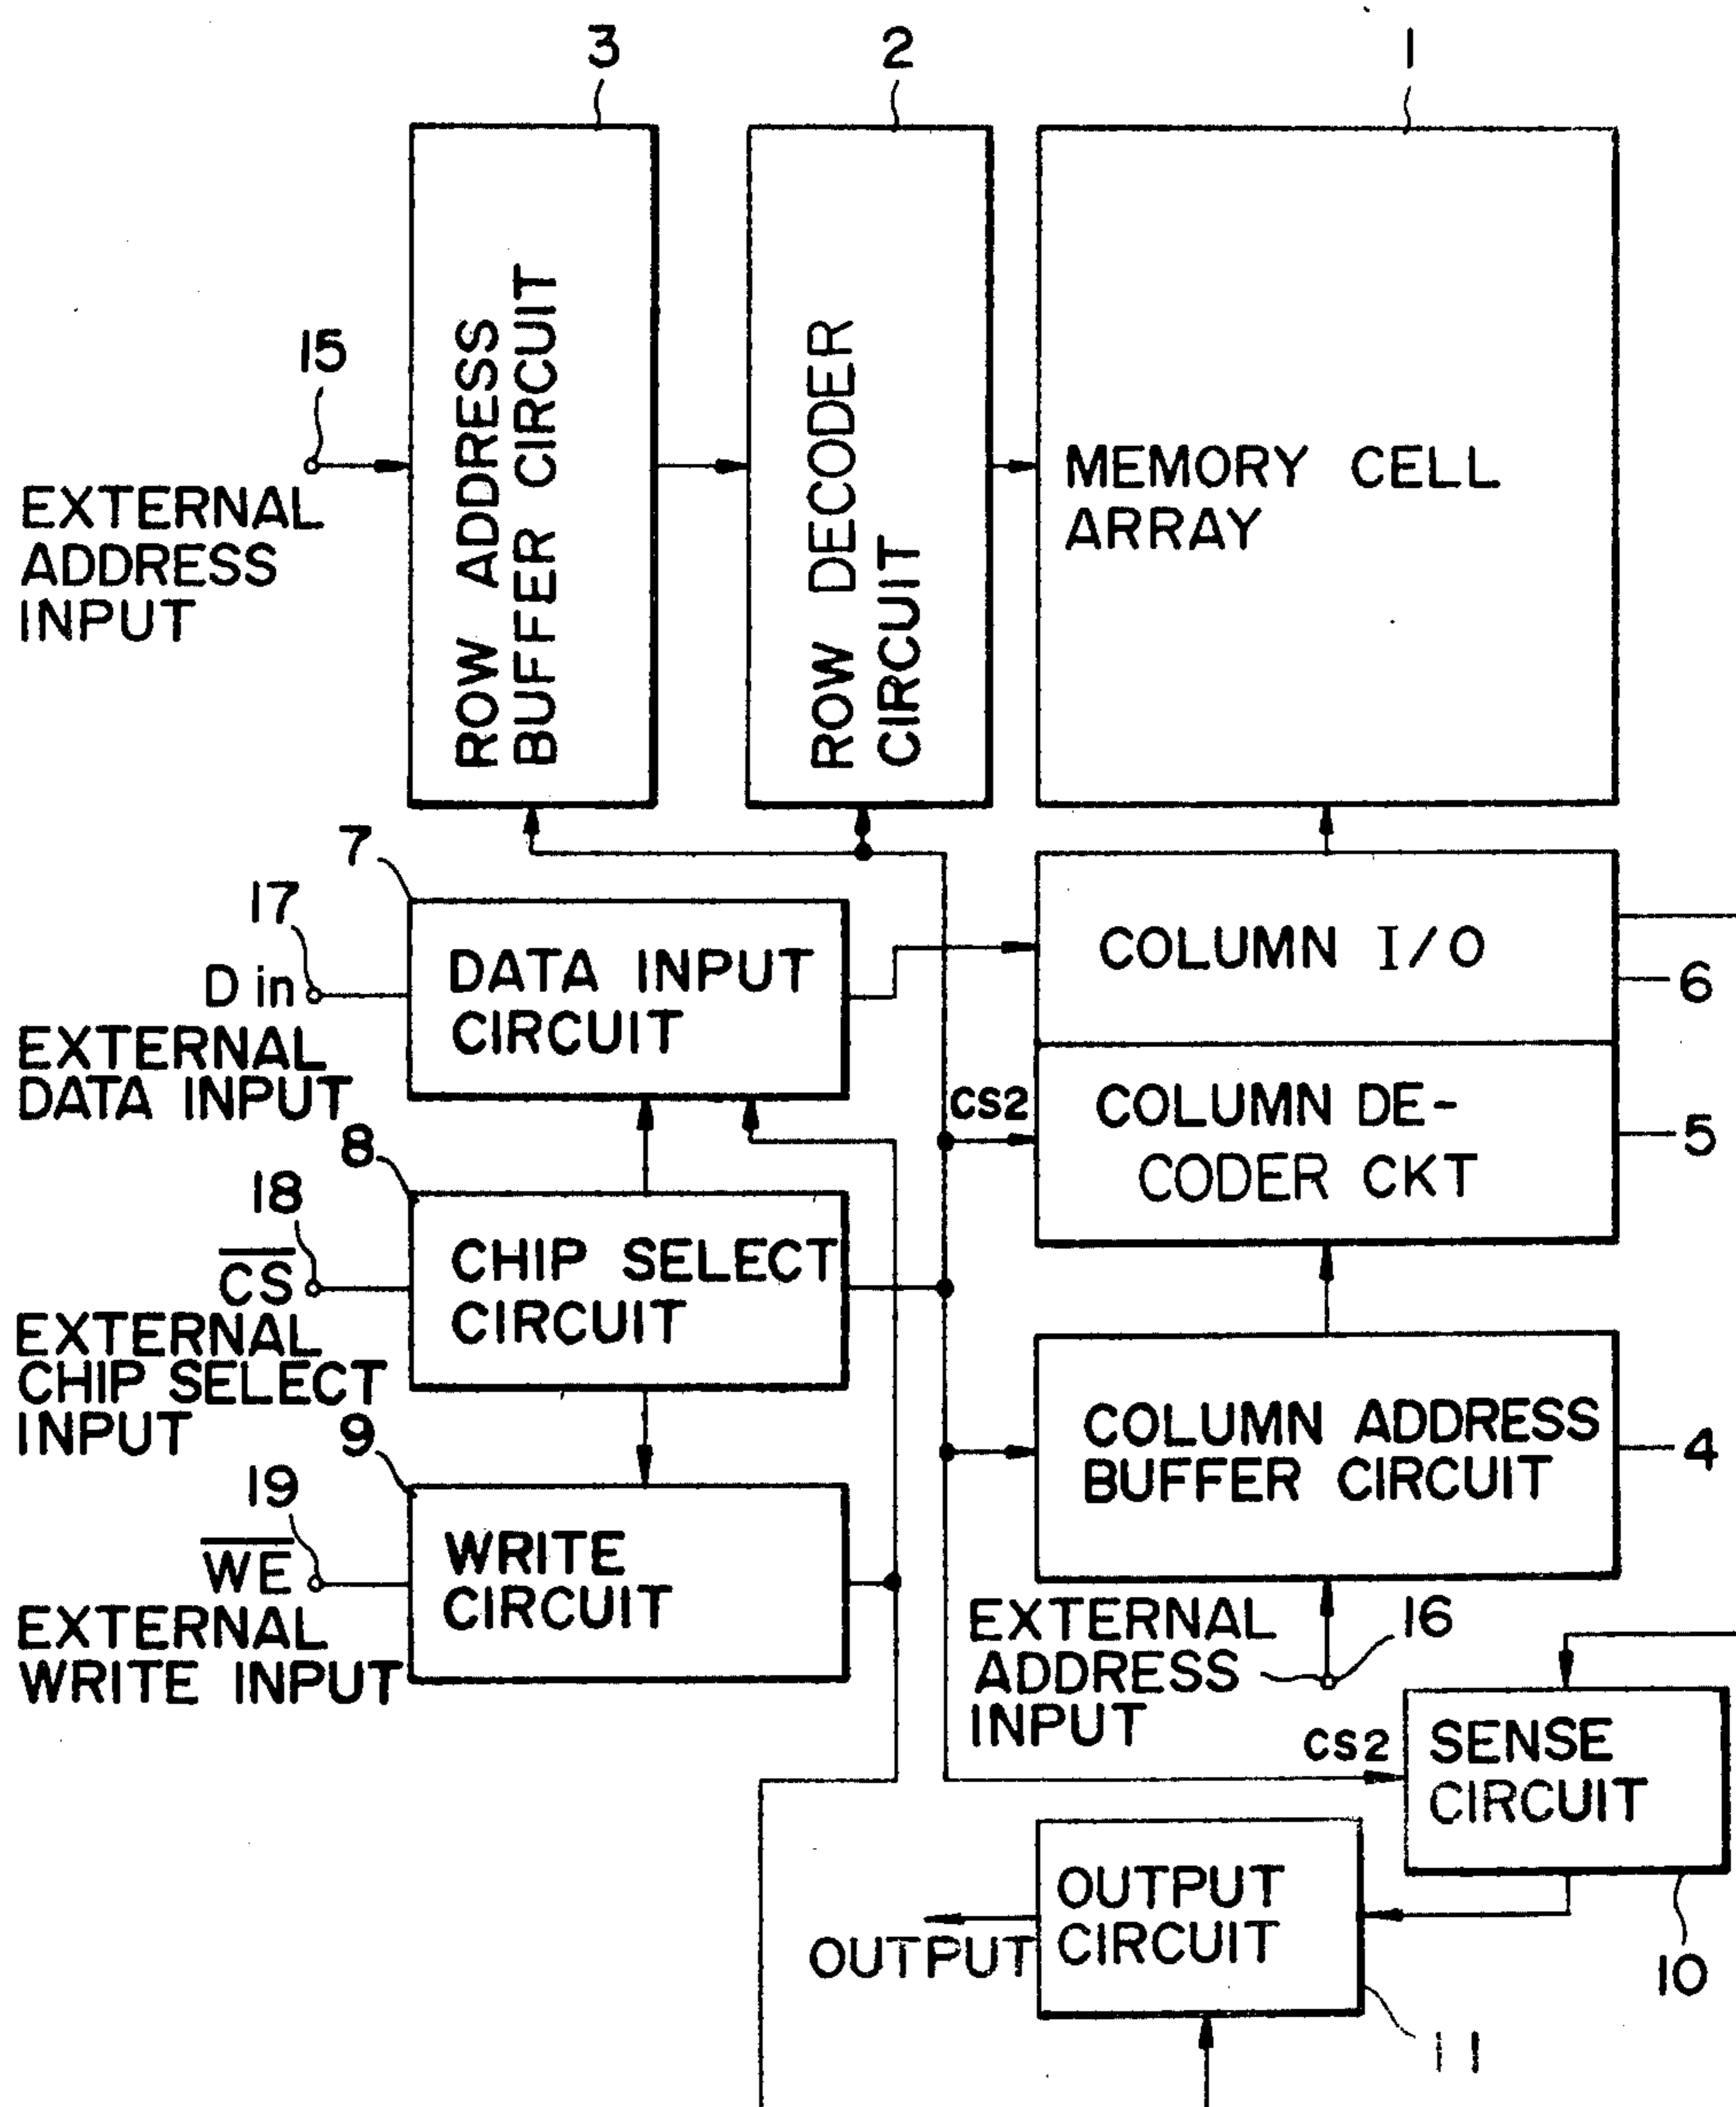 3
2
1
15
EXTERNAL
ADDRESS
INPUT
ROW ADDRESS
BUFFER CIRCUIT
ROW DECODER
CIRCUIT
MEMORY CELL
ARRAY
7
17
D in
EXTERNAL
DATA INPUT
DATA INPUT
CIRCUIT
COLUMN I/O
6
CS2
COLUMN DE-
CODER CKT
5
8
18
C̅S̅
EXTERNAL
CHIP SELECT
INPUT
CHIP SELECT
CIRCUIT
COLUMN ADDRESS
BUFFER CIRCUIT
4
9
19
W̅E̅
EXTERNAL
WRITE INPUT
WRITE
CIRCUIT
EXTERNAL
ADDRESS
INPUT
16
CS2
SENSE
CIRCUIT
10
OUTPUT
OUTPUT
CIRCUIT
11